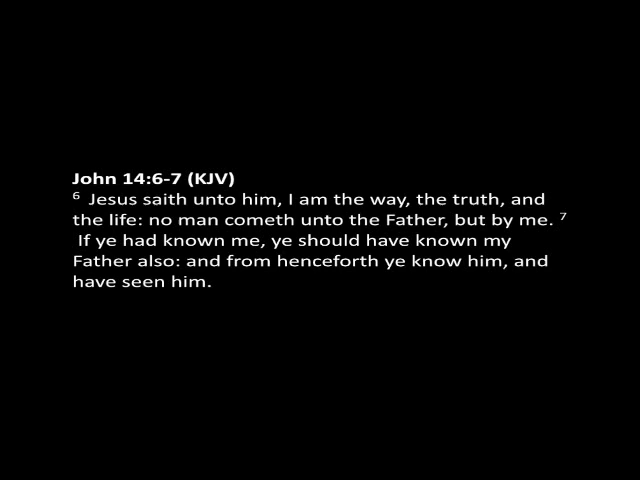 John 14:6-7 (KJV)
6 Jesus saith unto him, I am the way, the truth, and
the life: no man cometh unto the Father, but by me. 7
If ye had known me, ye should have known my
Father also: and from henceforth ye know him, and
have seen him.